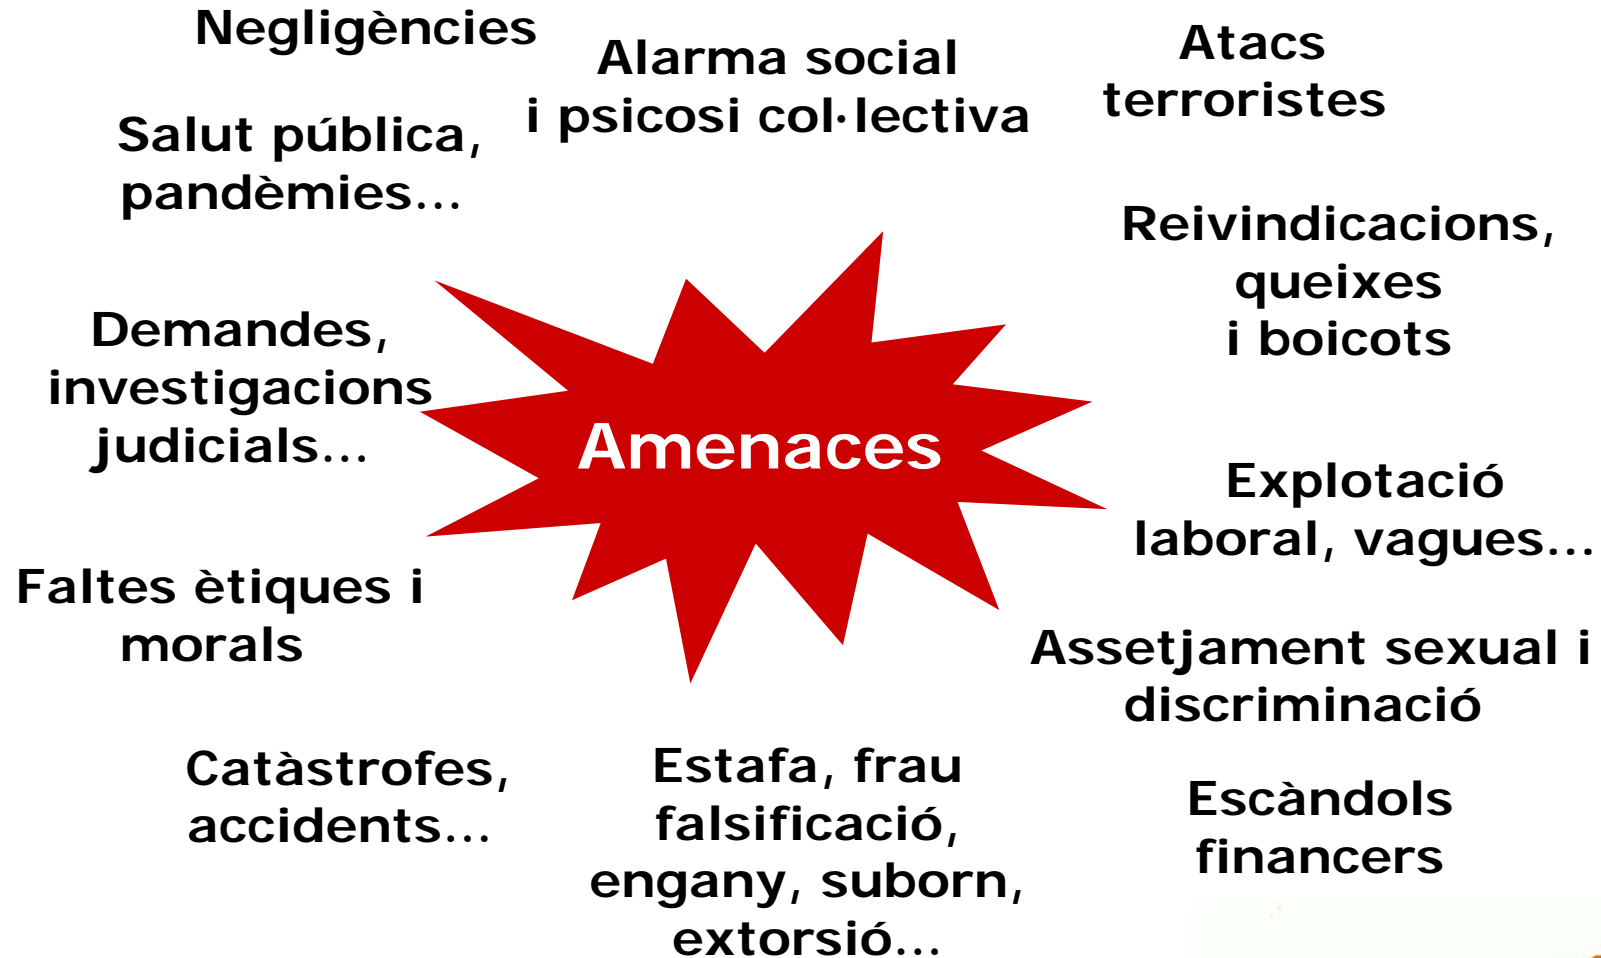 Negligències
Alarma social
i psicosi col·lectiva
Atacs
terroristes
Salut pública,
pandèmies...
Reivindicacions,
queixes
i boicots
Demandes,
investigacions
judicials...
Amenaces
Explotació
laboral, vagues...
Faltes ètiques i
morals
Assetjament sexual i
discriminació
Catàstrofes,
accidents...
Estafa, frau
falsificació,
engany, suborn,
extorsió...
Escàndols
financers